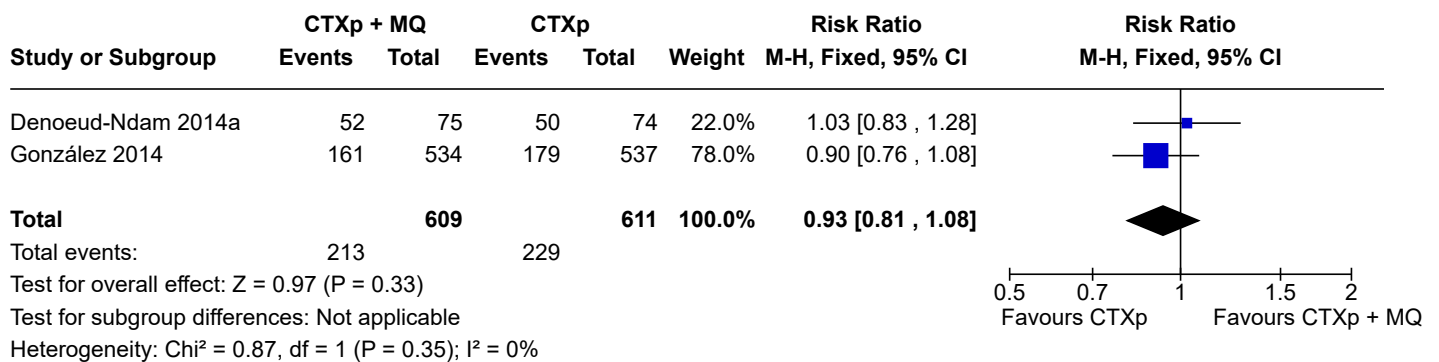 CTXp + MQ CTXp Risk Ratio Risk Ratio
Study or Subgroup Events Total Events Total Weight M-H, Fixed, 95% CI M-H, Fixed, 95% CI
Denoeud-Ndam 2014a 52 75 50 74 22.0% 1.03 [0.83 , 1.28]
González 2014 161 534 179 537 78.0% 0.90 [0.76 , 1.08]
Total 609 611 100.0% 0.93 [0.81 , 1.08]
Total events: 213 229
Test for overall effect: Z = 0.97 (P = 0.33)
0.5 0.7 1 1.5 2
Test for subgroup differences: Not applicable
Favours CTXp Favours CTXp + MQ
Heterogeneity: Chi² = 0.87, df = 1 (P = 0.35); I² = 0%